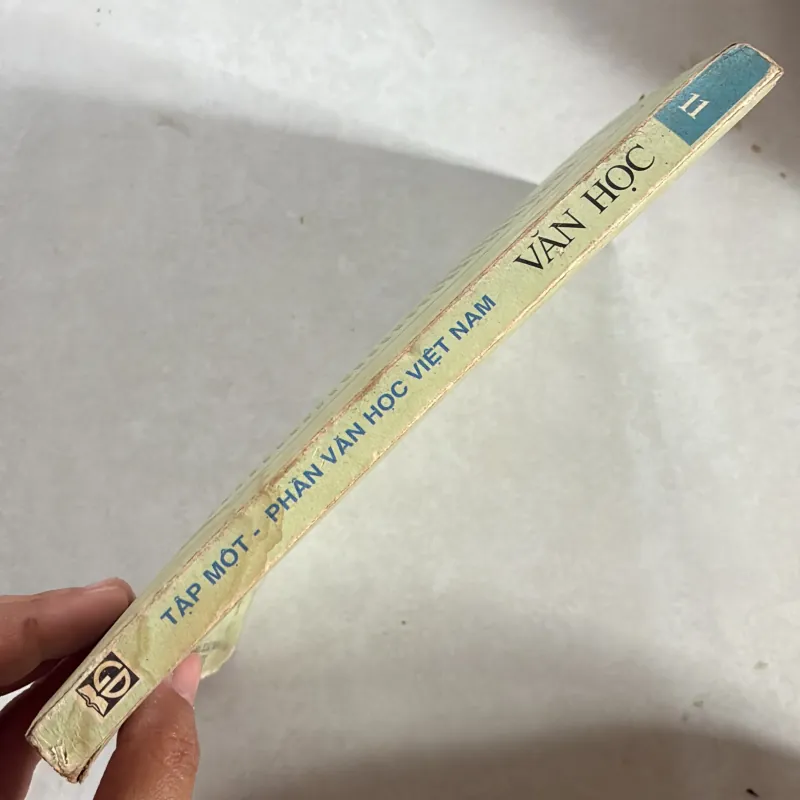 TẬP MỘT - PHẦN VĂN HỌC VIỆT NAM
VĂN HỌC
11